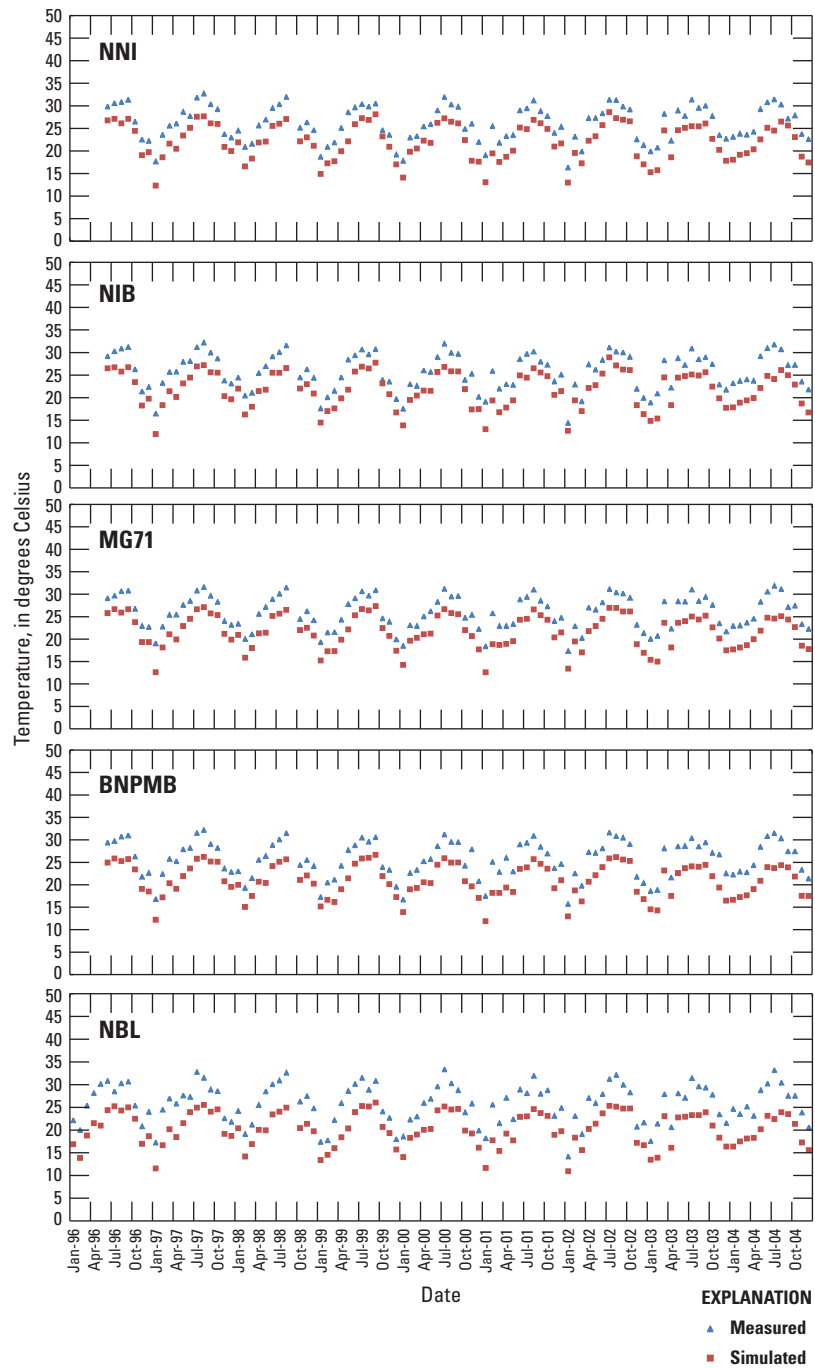 Temperature, in degrees Celsius
50
45
40
35
30
25
20
15
10
5
0
NNI
50
45
40
35
30
25
20
15
10
5
0
NIB
50
45
40
35
30
25
20
15
10
5
0
MG71
50
45
40
35
30
25
20
15
10
5
0
BNPMB
50
45
40
35
30
25
20
15
10
5
0
NBL
Jan-96
Apr-96
Jul-96
Oct-96
Jan-97
Apr-97
Jul-97
Oct-97
Jan-98
Apr-98
Jul-98
Oct-98
Jan-99
Apr-99
Jul-99
Oct-99
Jan-00
Apr-00
Jul-00
Oct-00
Jan-01
Apr-01
Jul-01
Oct-01
Jan-02
Apr-02
Jul-02
Oct-02
Jan-03
Apr-03
Jul-03
Oct-03
Jan-04
Apr-04
Jul-04
Oct-04
Date
EXPLANATION
Measured
Simulated